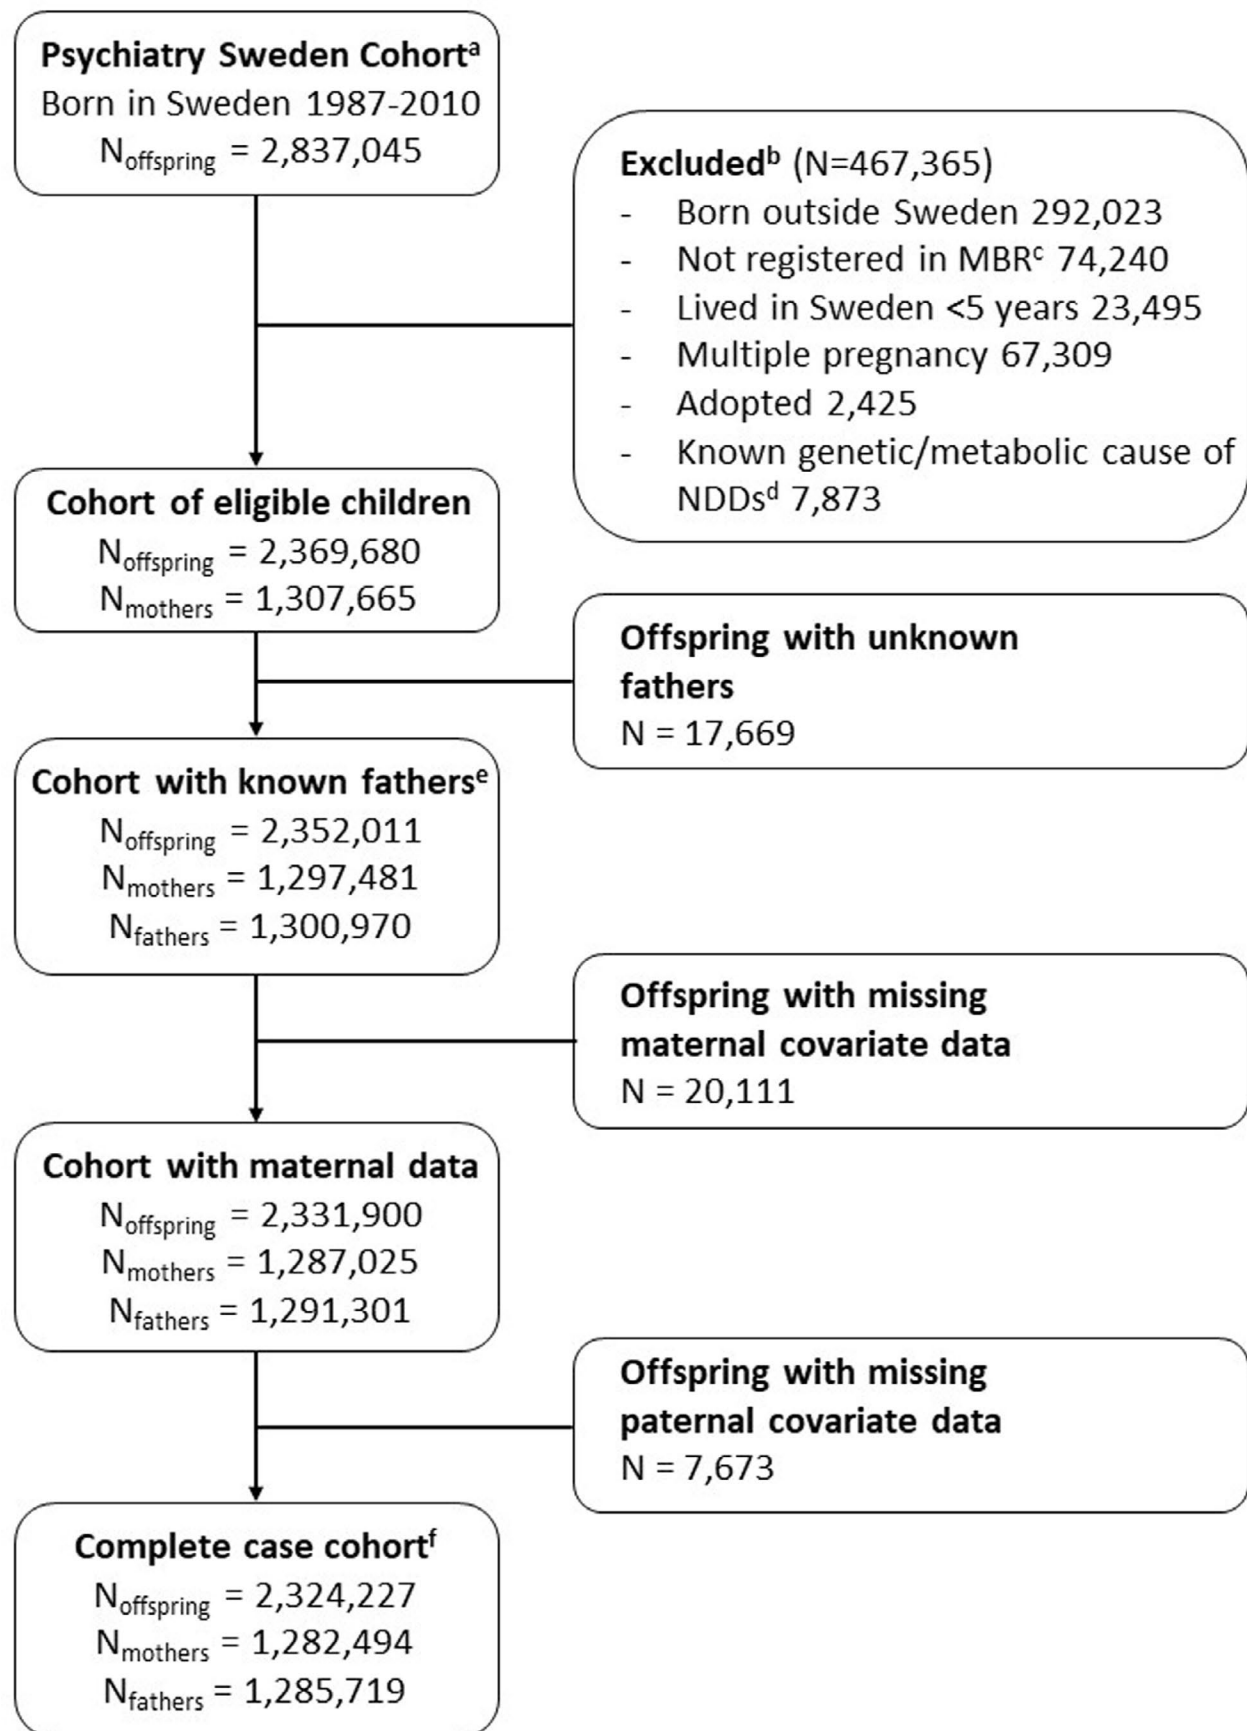 Psychiatry Sweden Cohortᵃ
Born in Sweden 1987-2010
Noffspring = 2,837,045
Excludedᵇ (N=467,365)
- Born outside Sweden 292,023
- Not registered in MBRᶜ 74,240
- Lived in Sweden <5 years 23,495
- Multiple pregnancy 67,309
- Adopted 2,425
- Known genetic/metabolic cause of
NDDsᵈ 7,873
Cohort of eligible children
Noffspring = 2,369,680
Nmothers = 1,307,665
Offspring with unknown
fathers
N = 17,669
Cohort with known fathersᵉ
Noffspring = 2,352,011
Nmothers = 1,297,481
Nfathers = 1,300,970
Offspring with missing
maternal covariate data
N = 20,111
Cohort with maternal data
Noffspring = 2,331,900
Nmothers = 1,287,025
Nfathers = 1,291,301
Offspring with missing
paternal covariate data
N = 7,673
Complete case cohortᶠ
Noffspring = 2,324,227
Nmothers = 1,282,494
Nfathers = 1,285,719